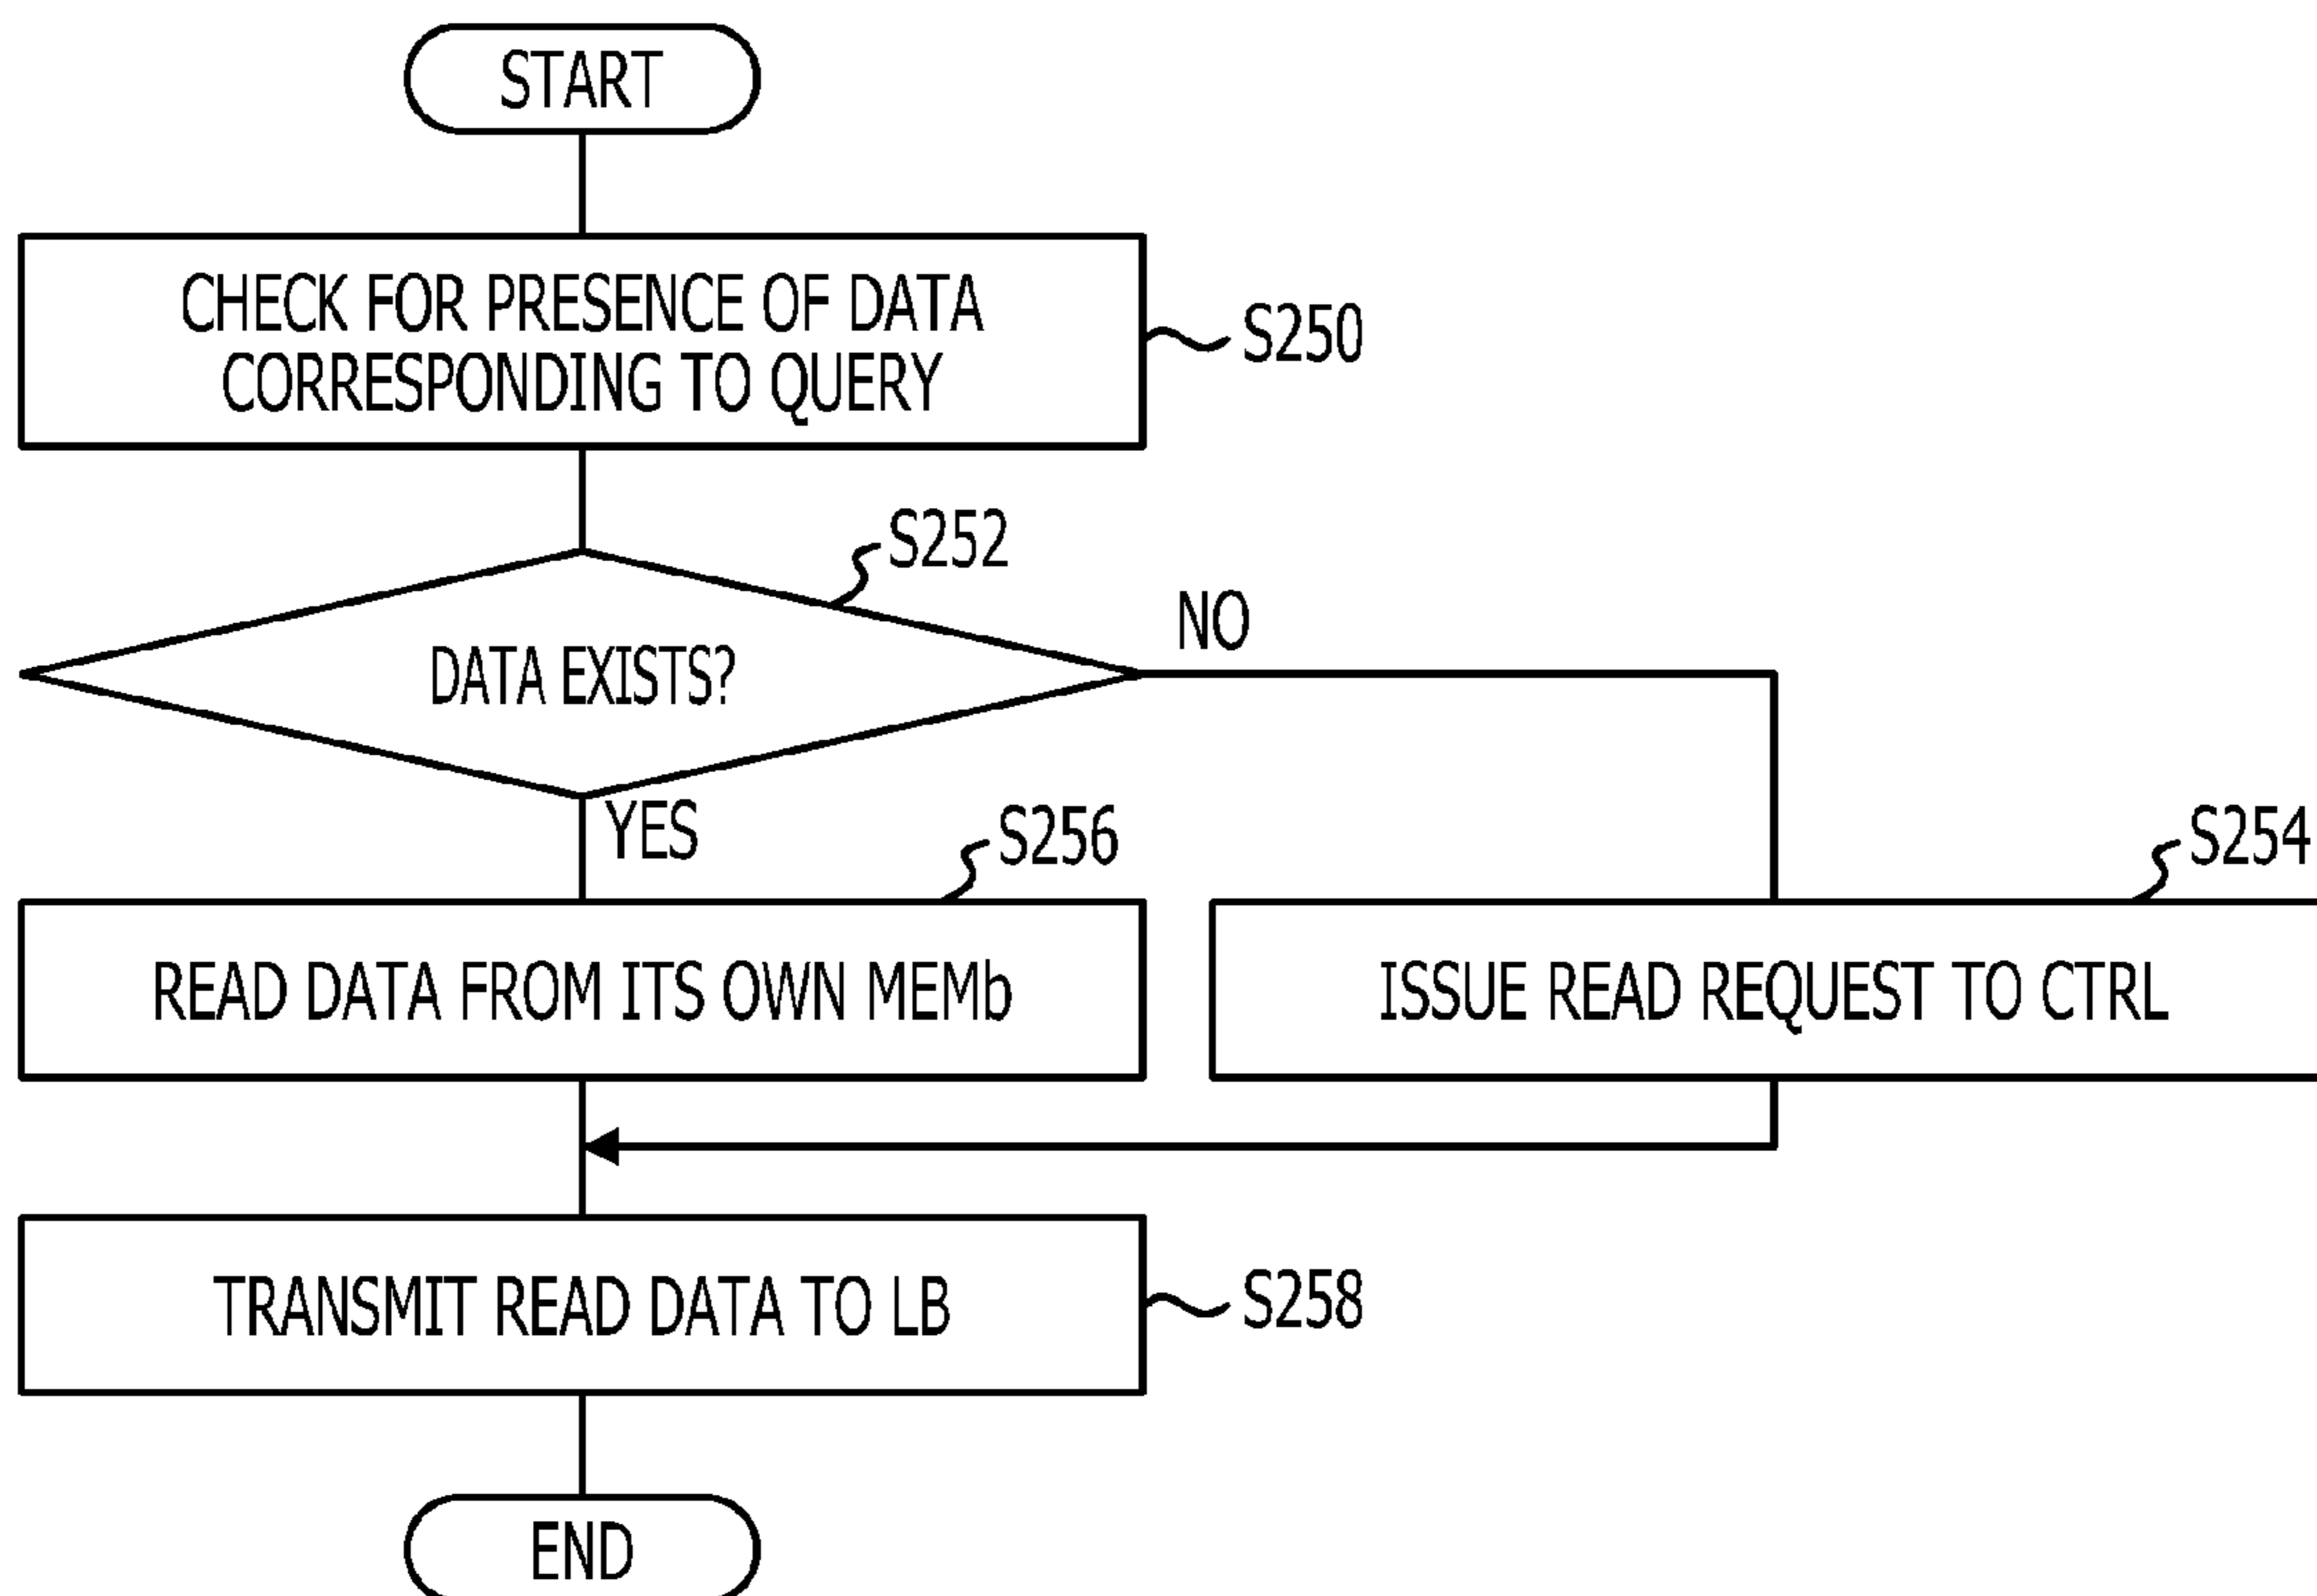 START
CHECK FOR PRESENCE OF DATA
CORRESPONDING TO QUERY
S250
S252
DATA EXISTS?
NO
YES
S256
S254
READ DATA FROM ITS OWN MEMb
ISSUE READ REQUEST TO CTRL
TRANSMIT READ DATA TO LB
S258
END